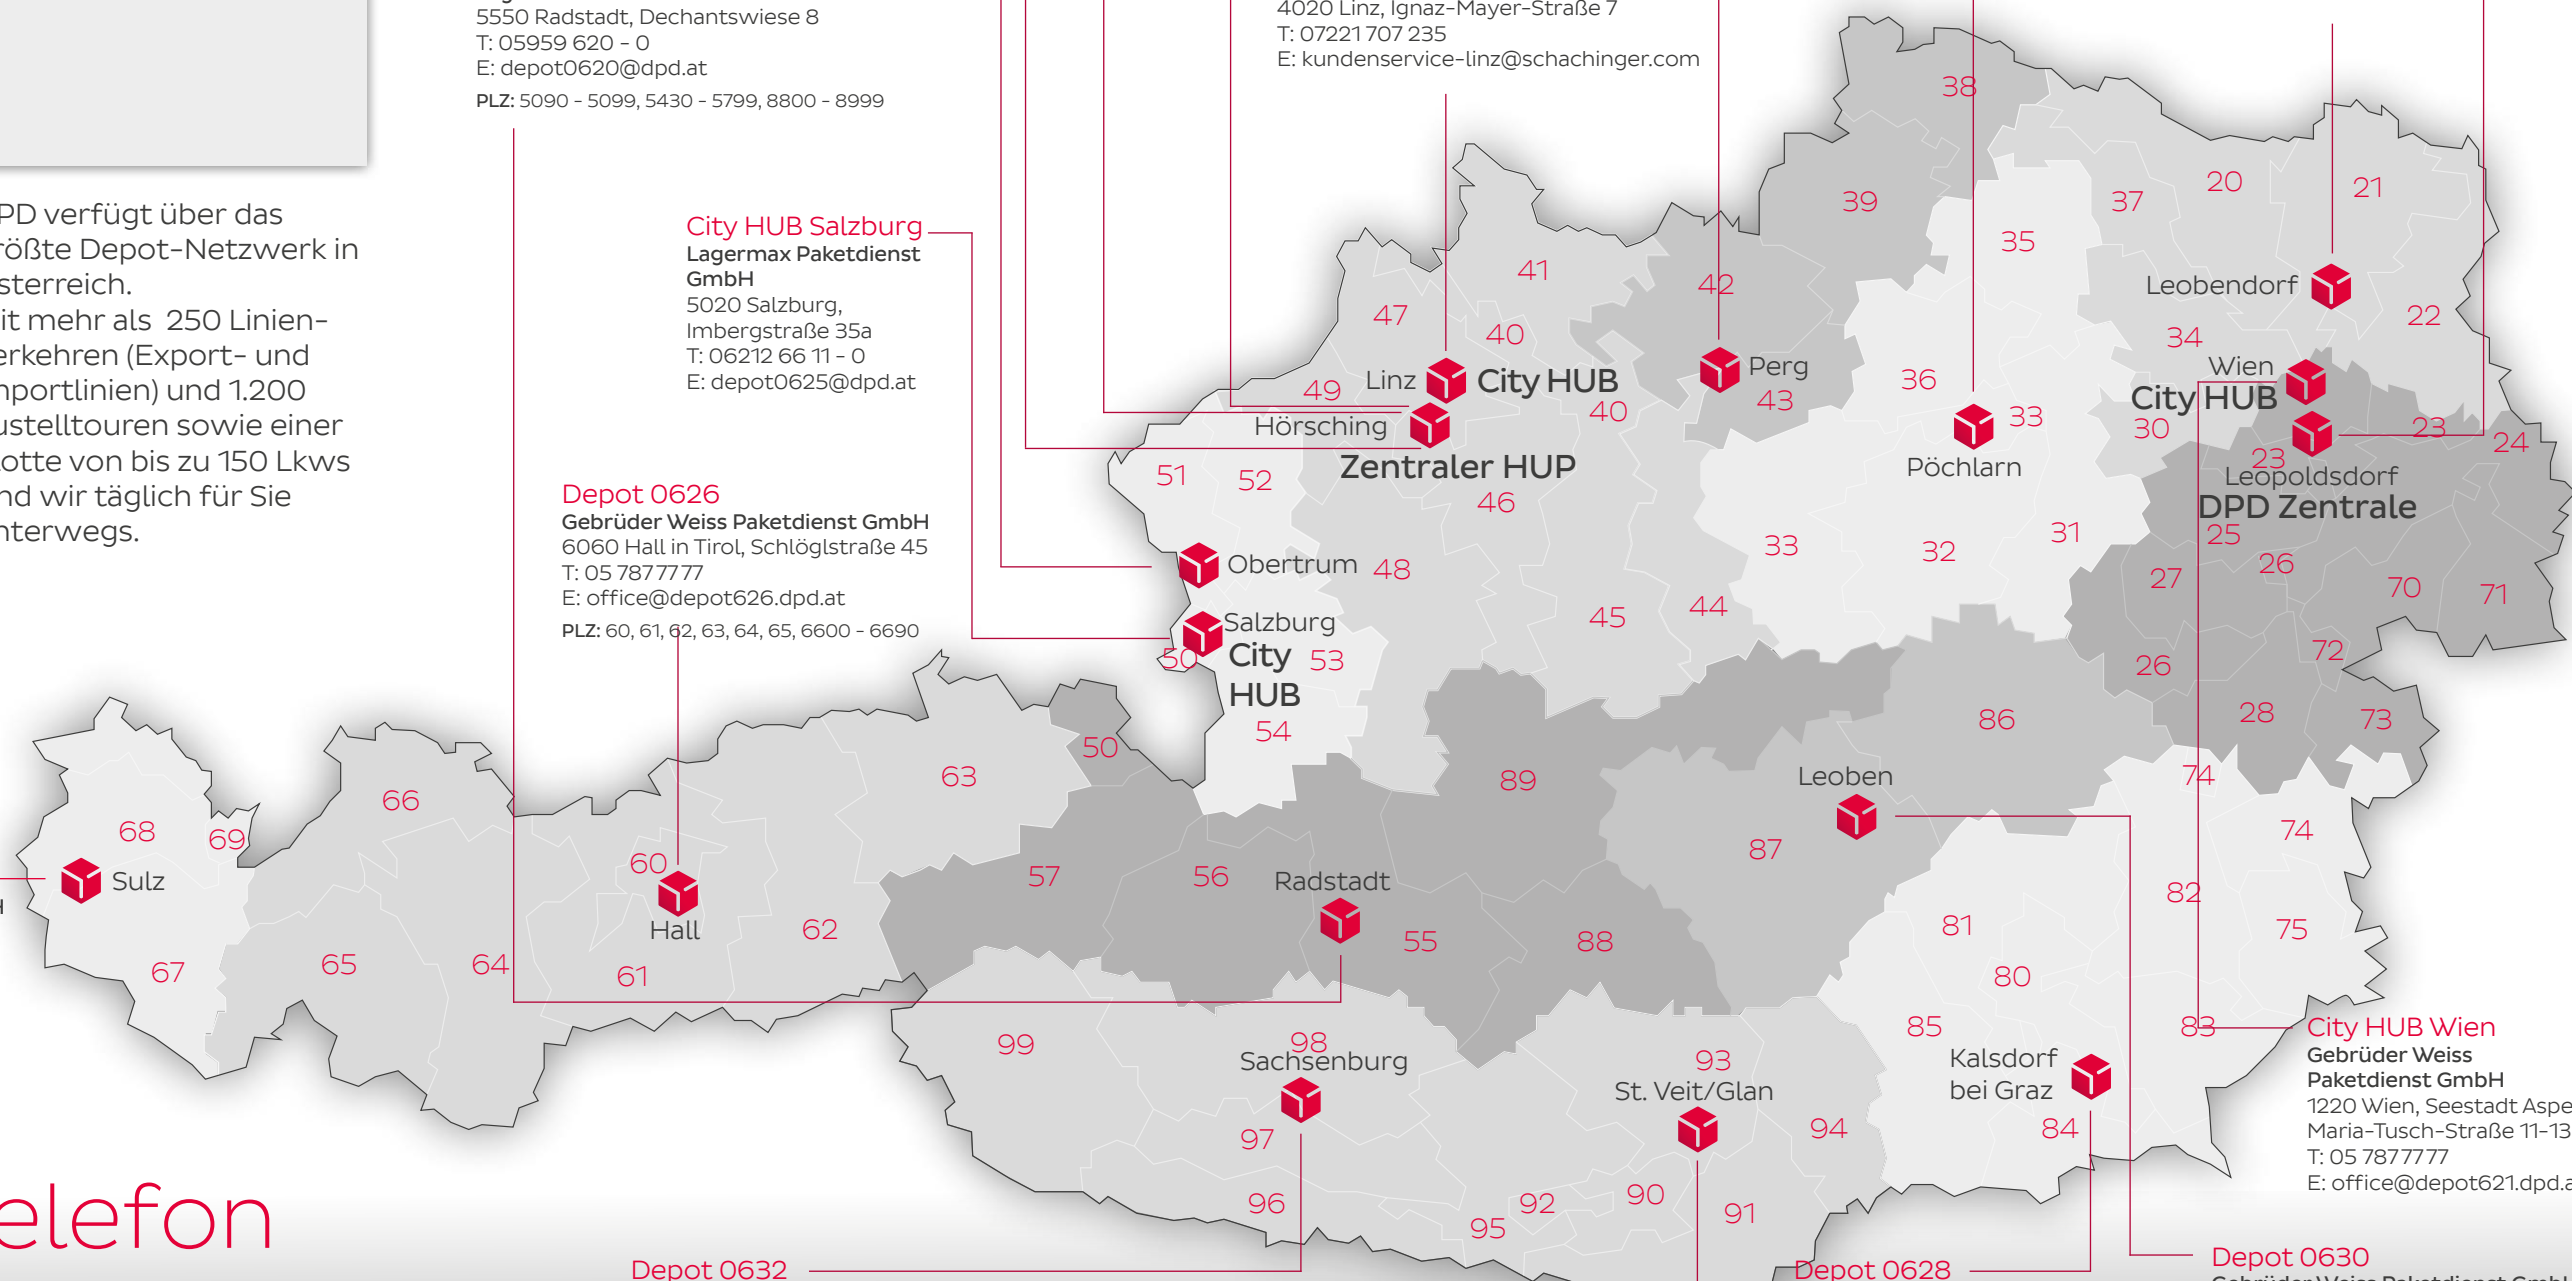 5550 Radstadt, Dechantswiese 8
T: 05959 620 - 0
E: depot0620@dpd.at
PLZ: 5090 - 5099, 5430 - 5799, 8800 - 8999
4020 Linz, Ignaz-Mayer-Straße 7
T: 07221 707 235
E: kundenservice-linz@schachinger.com
PD verfügt über das
rößte Depot-Netzwerk in
sterreich.
it mehr als 250 Linien-
erkehren (Export- und
mportlinien) und 1.200
ustelltouren sowie einer
lotte von bis zu 150 Lkws
nd wir täglich für Sie
nterwegs.
City HUB Salzburg
Lagermax Paketdienst
GmbH
5020 Salzburg,
Imbergstraße 35a
T: 06212 66 11 - 0
E: depot0625@dpd.at
Depot 0626
Gebrüder Weiss Paketdienst GmbH
6060 Hall in Tirol, Schlöglstraße 45
T: 05 7877777
E: office@depot626.dpd.at
PLZ: 60, 61, 62, 63, 64, 65, 6600 - 6690
38
39
37
20
21
35
41
42
47
40
Leobendorf
22
34
49
Linz
City HUB
40
Perg
43
36
33
Wien
City HUB
30
Hörsching
Zentraler HUP
Pöchlarn
23
23
24
Leopoldsdorf
DPD Zentrale
51
52
46
33
32
31
25
26
27
70
71
Obertrum
48
45
44
Salzburg
City
HUB
50
53
54
26
72
28
73
86
50
63
89
Leoben
87
74
74
66
68
69
Sulz
67
65
64
60
Hall
61
62
57
56
Radstadt
55
88
82
81
80
75
85
83
99
98
Sachsenburg
97
96
93
St. Veit/Glan
94
Kalsdorf
bei Graz
84
95
92
90
91
City HUB Wien
Gebrüder Weiss
Paketdienst GmbH
1220 Wien, Seestadt Aspe
Maria-Tusch-Straße 11-13
T: 05 7877777
E: office@depot621.dpd.a
elefon
Depot 0632
Depot 0628
Depot 0630